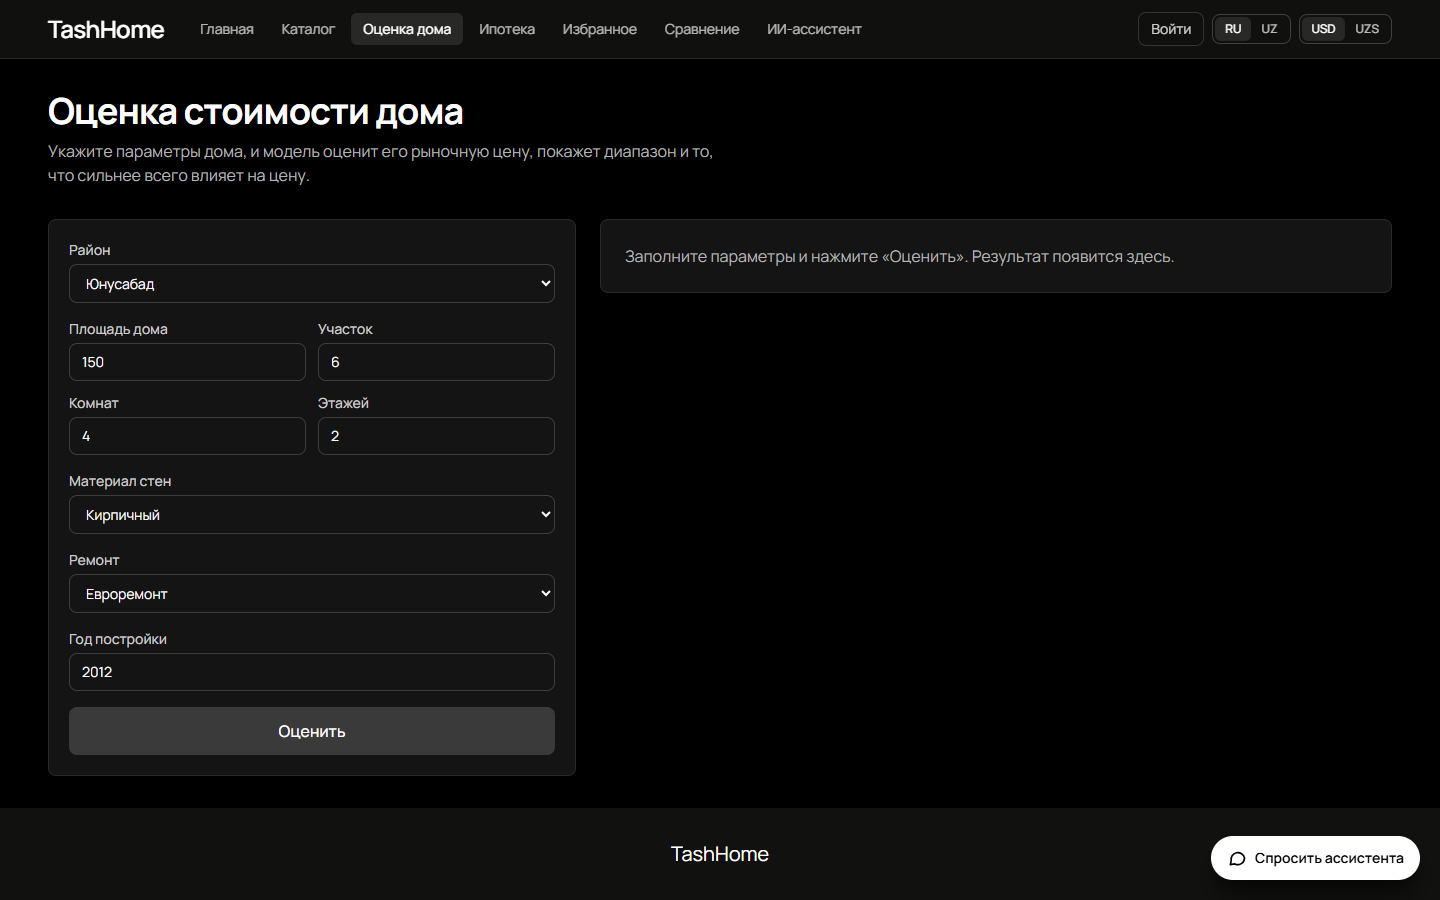 TashHome
Главная
Каталог
Оценка дома
Ипотека
Избранное
Сравнение
ИИ-ассистент
Войти
RU
UZ
USD
UZS
Оценка стоимости дома
Укажите параметры дома, и модель оценит его рыночную цену, покажет диапазон и то,
что сильнее всего влияет на цену.
Район
Юнусабад
Площадь дома
Участок
150
6
Комнат
Этажей
4
2
Материал стен
Кирпичный
Ремонт
Евроремонт
Год постройки
2012
Оценить
Заполните параметры и нажмите «Оценить». Результат появится здесь.
TashHome
Спросить ассистента